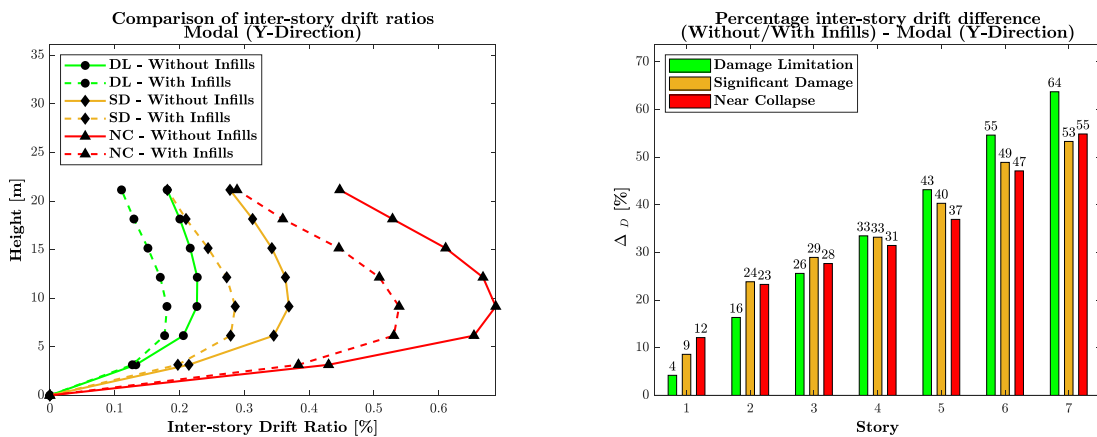 Comparison of inter-story drift ratios
Modal (Y-Direction)
35
30
25
20
15
10
5
0
Height [m]
DL - Without Infills
DL - With Infills
SD - Without Infills
SD - With Infills
NC - Without Infills
NC - With Infills
0 0.1 0.2 0.3 0.4 0.5 0.6
Inter-story Drift Ratio [%]
Percentage inter-story drift difference
(Without/With Infills) - Modal (Y-Direction)
70
60
50
40
30
20
10
0
Δ D [%]
Damage Limitation
Significant Damage
Near Collapse
4 9 12
16 24 23
26 29 28
33 33 31
43 40 37
55 49 47
64 53 55
1 2 3 4 5 6 7
Story